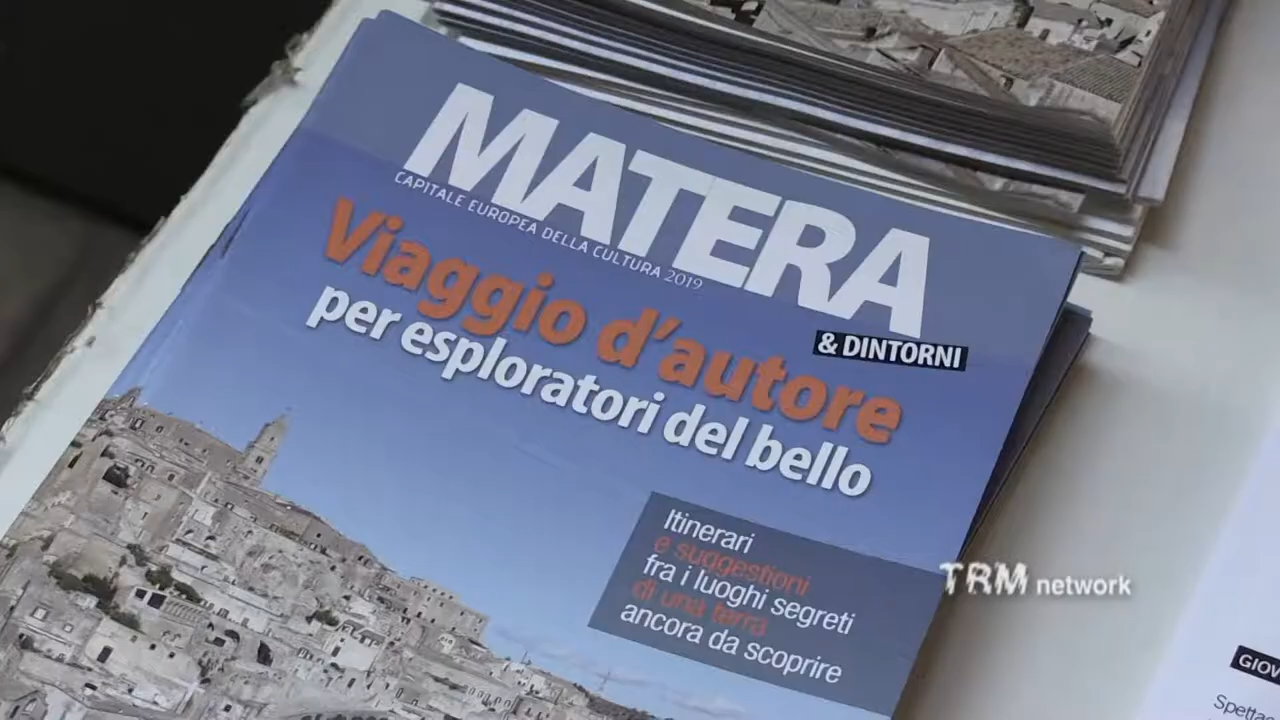 MATERA
CAPITALE EUROPEA DELLA CULTURA 2019
& DINTORNI
Viaggio d'autore
per esploratori del bello
Itinerari
e suggestioni
fra i luoghi segreti
di una terra
ancora da scoprire
TRM network